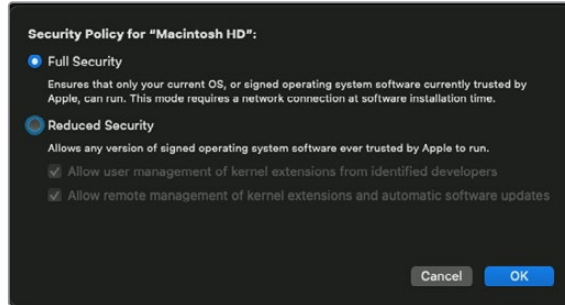 Security Policy for “Macintosh HD”:
Full Security
Ensures that only your current OS, or signed operating system software currently trusted by
Apple, can run. This mode requires a network connection at software installation time.
Reduced Security
Allows any version of signed operating system software ever trusted by Apple to run.
Allow user management of kernel extensions from identified developers
Allow remote management of kernel extensions and automatic software updates
Cancel
OK